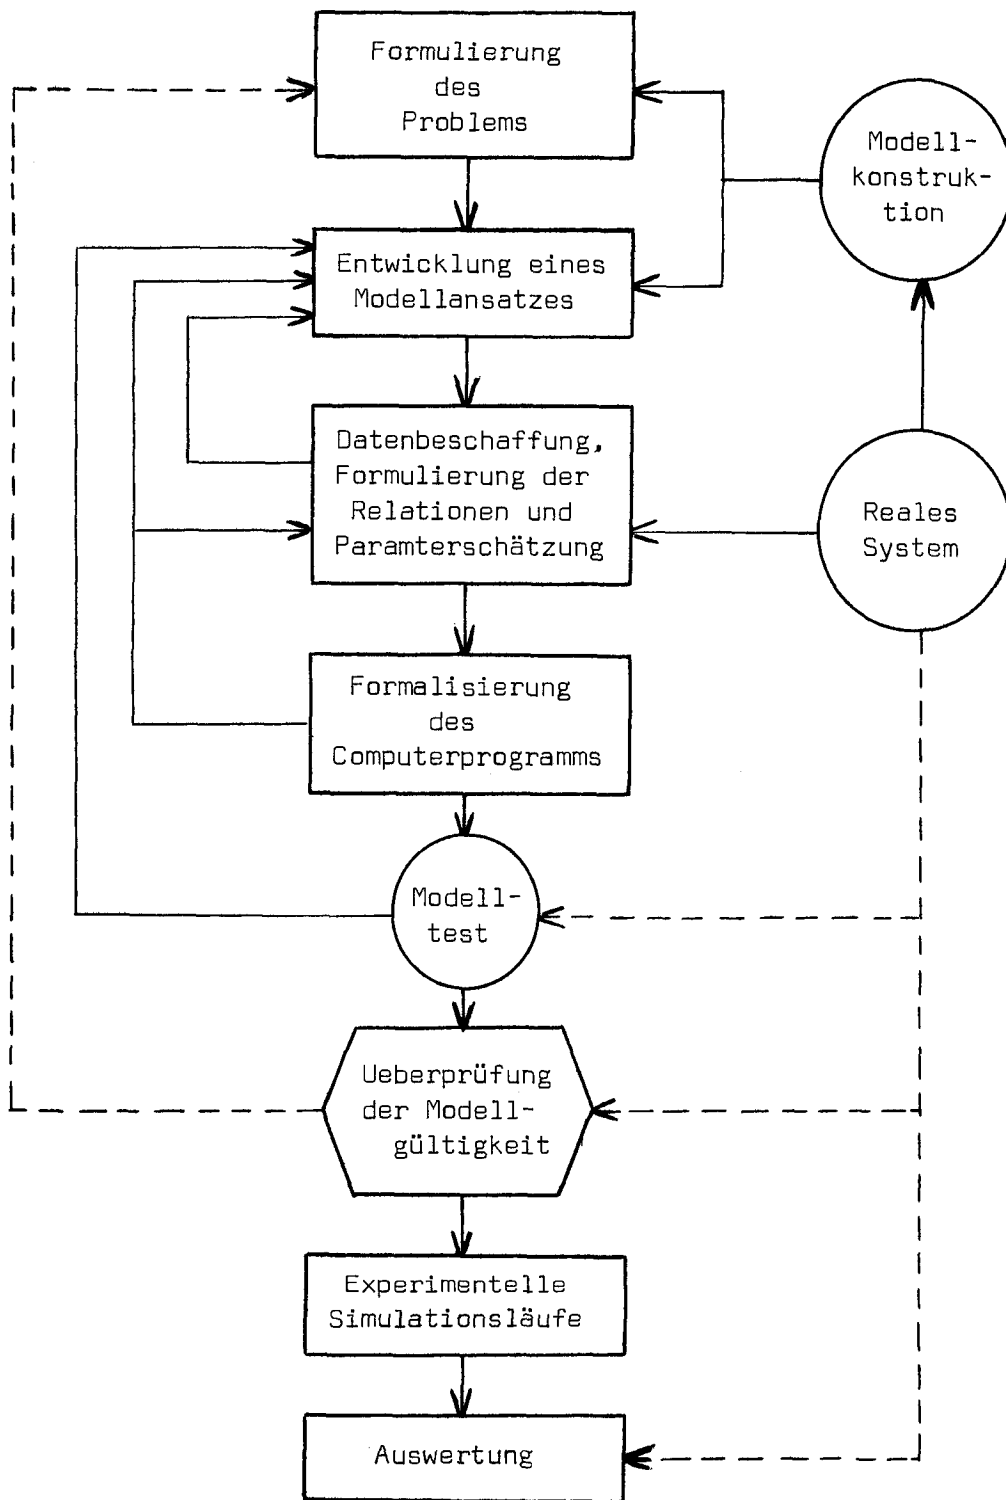 Formulierung
des
Problems
Modell-
konstruk-
tion
Entwicklung eines
Modellansatzes
Datenbeschaffung,
Formulierung der
Relationen und
Paramterschätzung
Reales
System
Formalisierung
des
Computerprogramms
Modell-
test
Ueberprüfung
der Modell-
gültigkeit
Experimentelle
Simulationsläufe
Auswertung